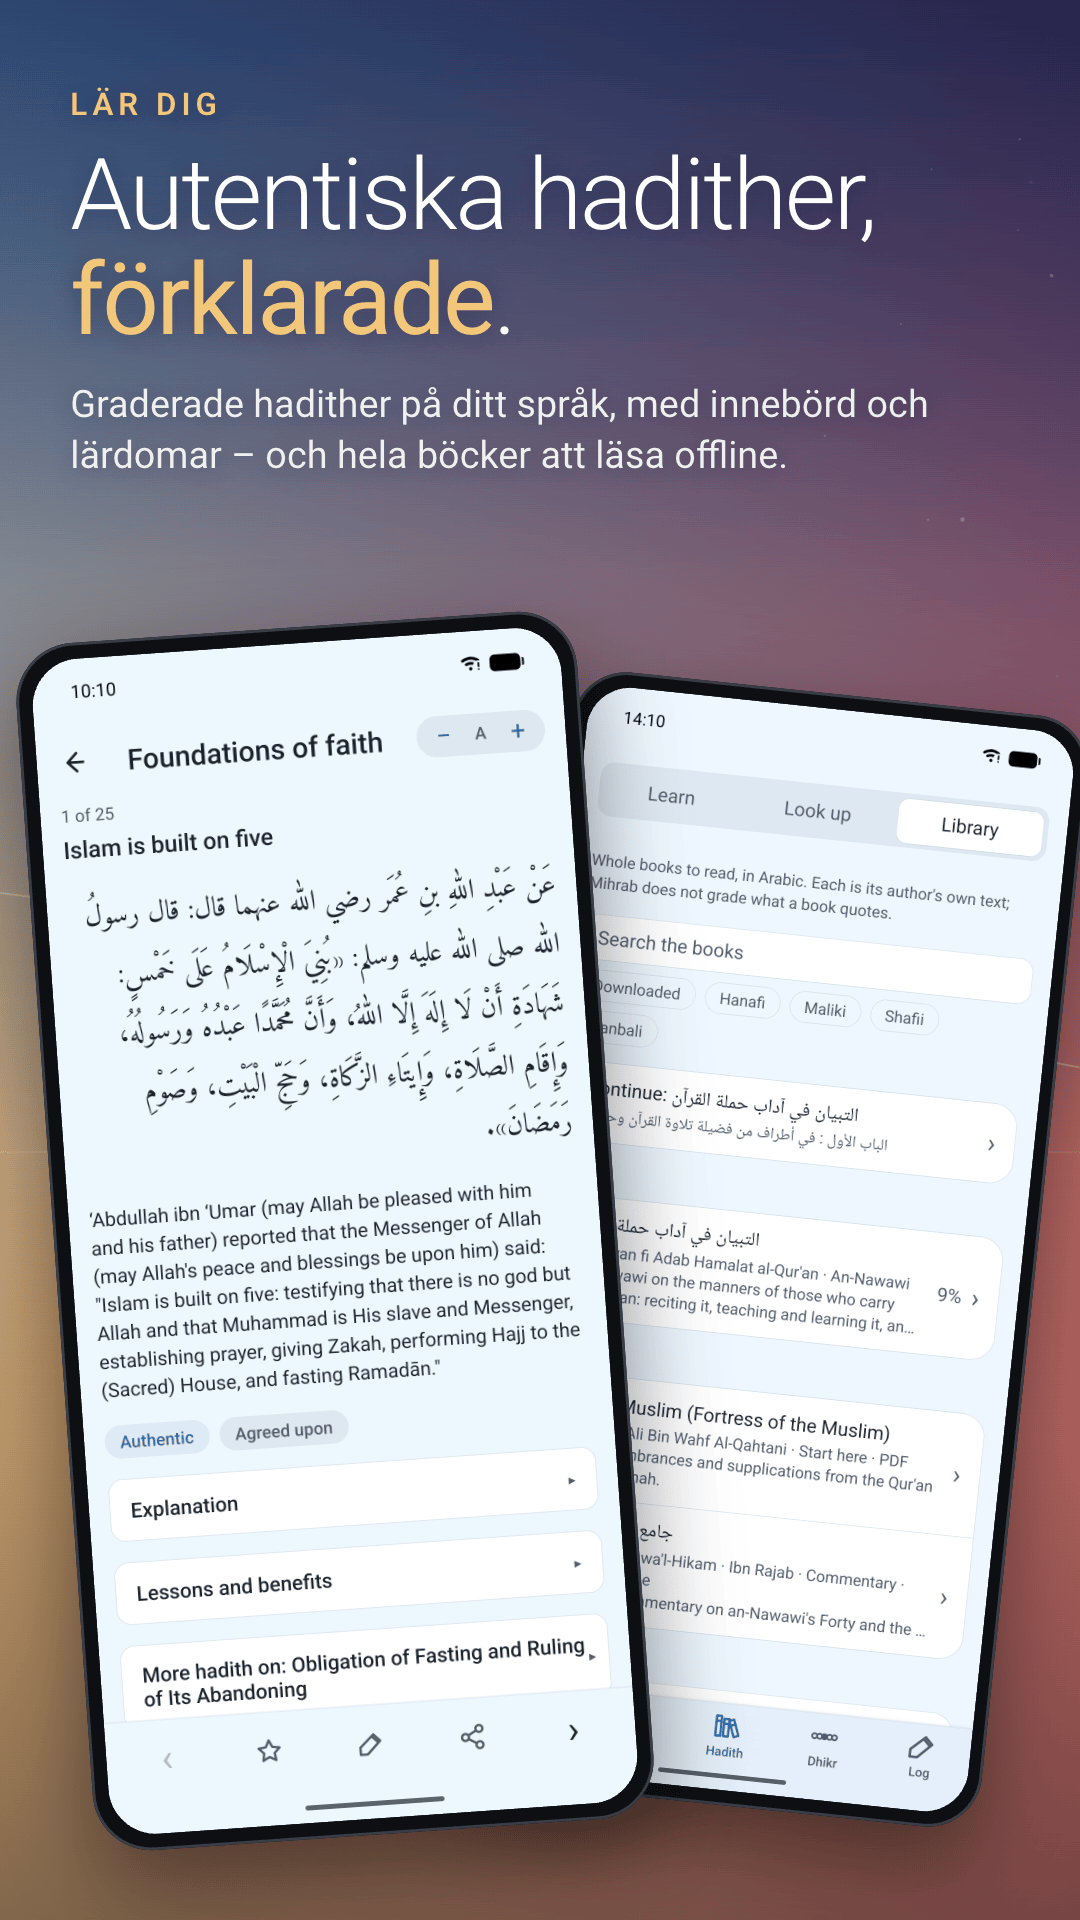 LÄR DIG
Autentiska hadither,
förklarade.
Graderade hadither på ditt språk, med innebörd och
lärdomar – och hela böcker att läsa offline.
10:10
Foundations of faith
− A +
1 of 25
Islam is built on five
عَنْ عَبْدِ اللهِ بنِ عُمَر رضي الله عنهما قال: قال رسولُ
الله صلى الله عليه وسلم: «بُنِيَ الْإِسْلَامُ عَلَى خَمْسٍ:
شَهَادَةِ أَنْ لَا إِلَهَ إِلَّا اللهُ، وَأَنَّ مُحَمَّدًا عَبْدُهُ وَرَسُولُهُ،
وَإِقَامِ الصَّلَاةِ، وَإِيتَاءِ الزَّكَاةِ، وَحَجِّ الْبَيْتِ، وَصَوْمِ
رَمَضَانَ».
‘Abdullah ibn ‘Umar (may Allah be pleased with him
and his father) reported that the Messenger of Allah
(may Allah's peace and blessings be upon him) said:
"Islam is built on five: testifying that there is no god but
Allah and that Muhammad is His slave and Messenger,
establishing prayer, giving Zakah, performing Hajj to the
(Sacred) House, and fasting Ramadān."
Authentic
Agreed upon
Explanation
Lessons and benefits
More hadith on: Obligation of Fasting and Ruling
of Its Abandoning
14:10
Learn
Look up
Library
Whole books to read, in Arabic. Each is its author's own text;
Mihrab does not grade what a book quotes.
Search the books
Downloaded
Hanafi
Maliki
Shafii
anbali
ontinue: التبيان في آداب حملة القرآن
الباب الأول : في أطراف من فضيلة تلاوة القرآن وح
التبيان في آداب حملة
an fi Adab Hamalat al-Qur'an · An-Nawawi
wawi on the manners of those who carry
an: reciting it, teaching and learning it, an…
9%
Muslim (Fortress of the Muslim)
Ali Bin Wahf Al-Qahtani · Start here · PDF
mbrances and supplications from the Qur'an
nah.
جامع
wa'l-Hikam · Ibn Rajab · Commentary ·
e
mmentary on an-Nawawi's Forty and the …
Hadith
Dhikr
Log